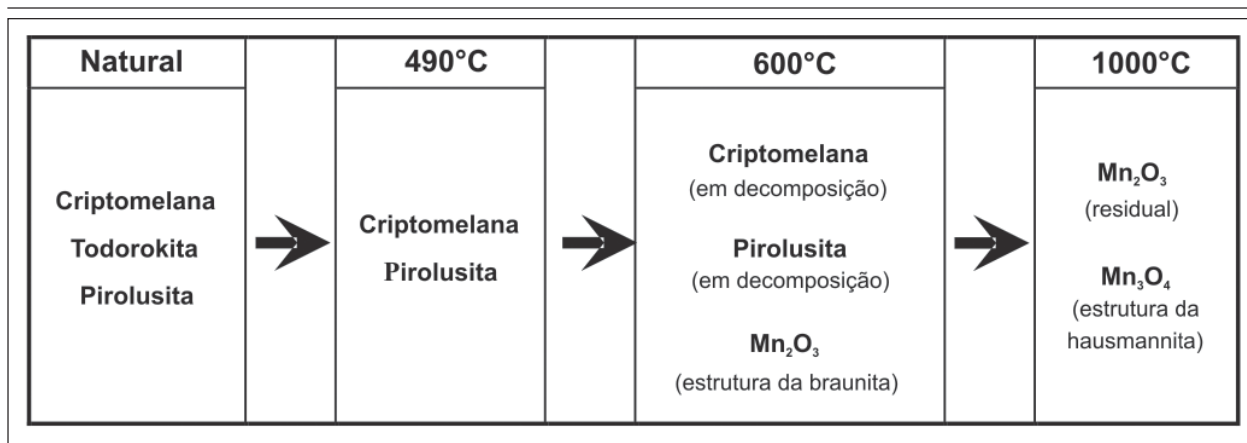 Natural
Criptomelana
Todorokita
Pirolusita
490°C
Criptomelana
Pirolusita
600°C
Criptomelana
(em decomposição)
Pirolusita
(em decomposição)
Mn₂O₃
(estrutura da braunita)
1000°C
Mn₂O₃
(residual)
Mn₃O₄
(estrutura da
hausmannita)